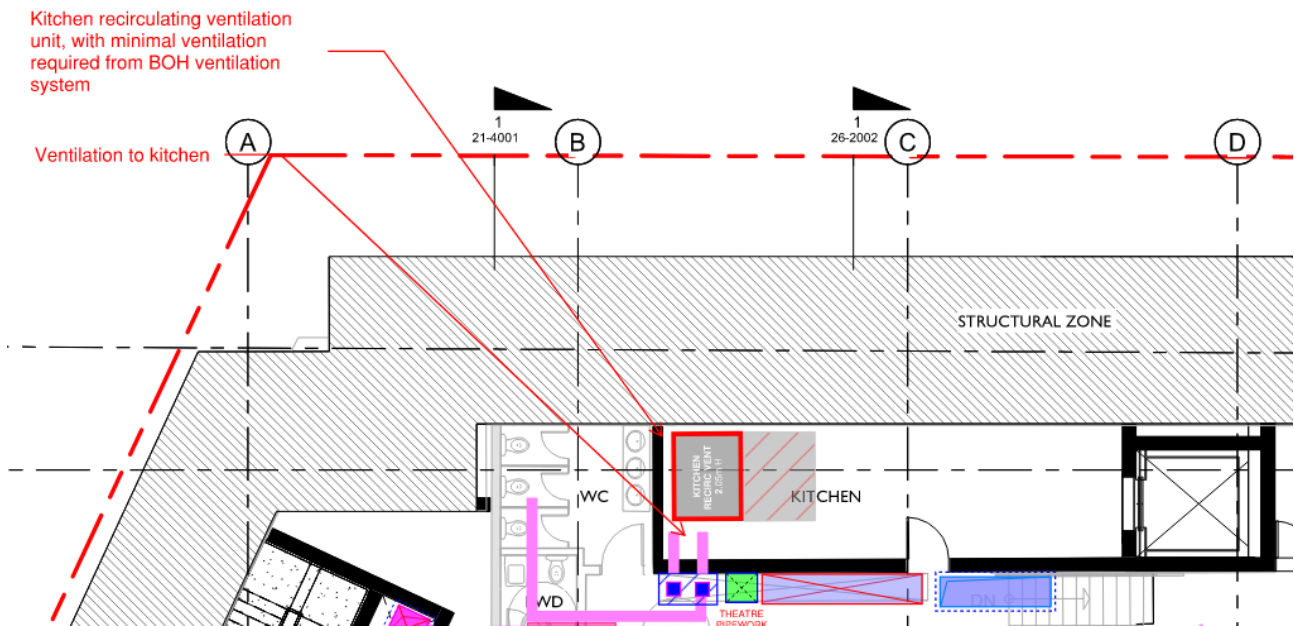 Kitchen recirculating ventilation
unit, with minimal ventilation
required from BOH ventilation
system
Ventilation to kitchen
A
1
21-4001
B
1
26-2002
C
D
STRUCTURAL ZONE
KITCHEN
RECIRC VENT
2.05m H
WC
KITCHEN
WD
THEATRE
PIPEWORK
DN